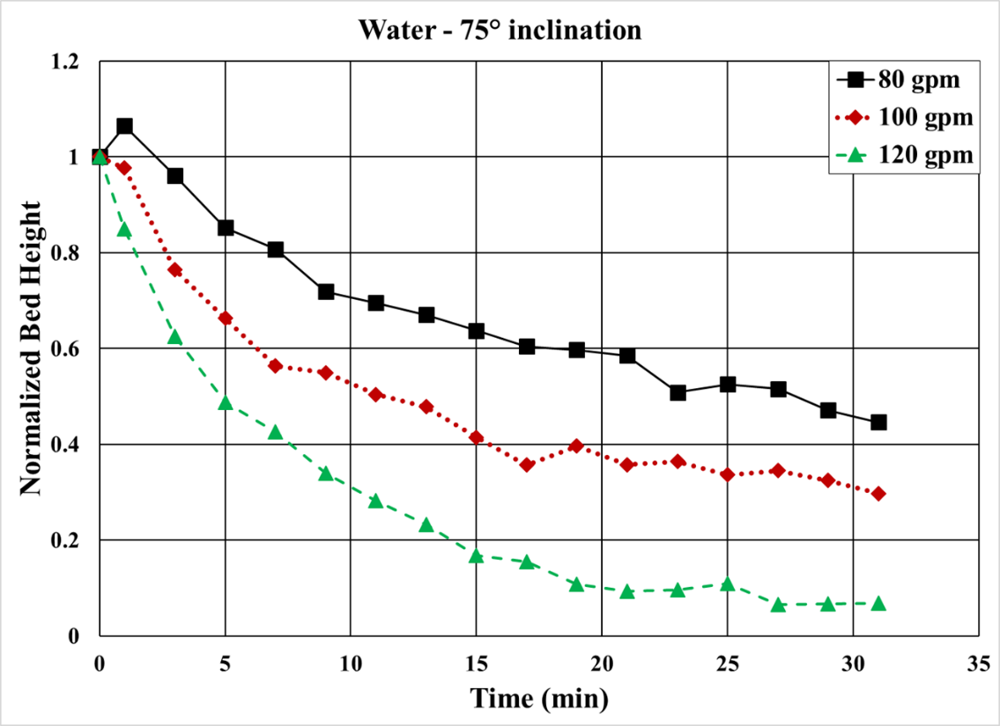 Water - 75° inclination
80 gpm
100 gpm
120 gpm
Normalized Bed Height
1.2
1
0.8
0.6
0.4
0.2
0
0 5 10 15 20 25 30 35
Time (min)